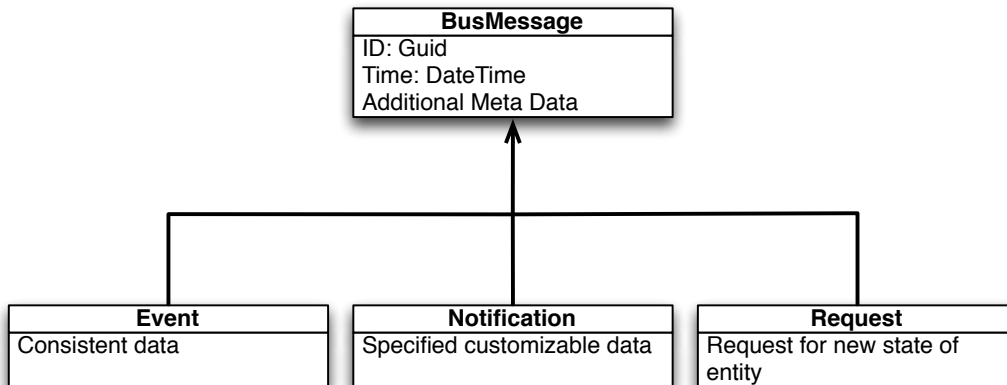 BusMessage
ID: Guid
Time: DateTime
Additional Meta Data
Event
Consistent data
Notification
Specified customizable data
Request
Request for new state of
entity